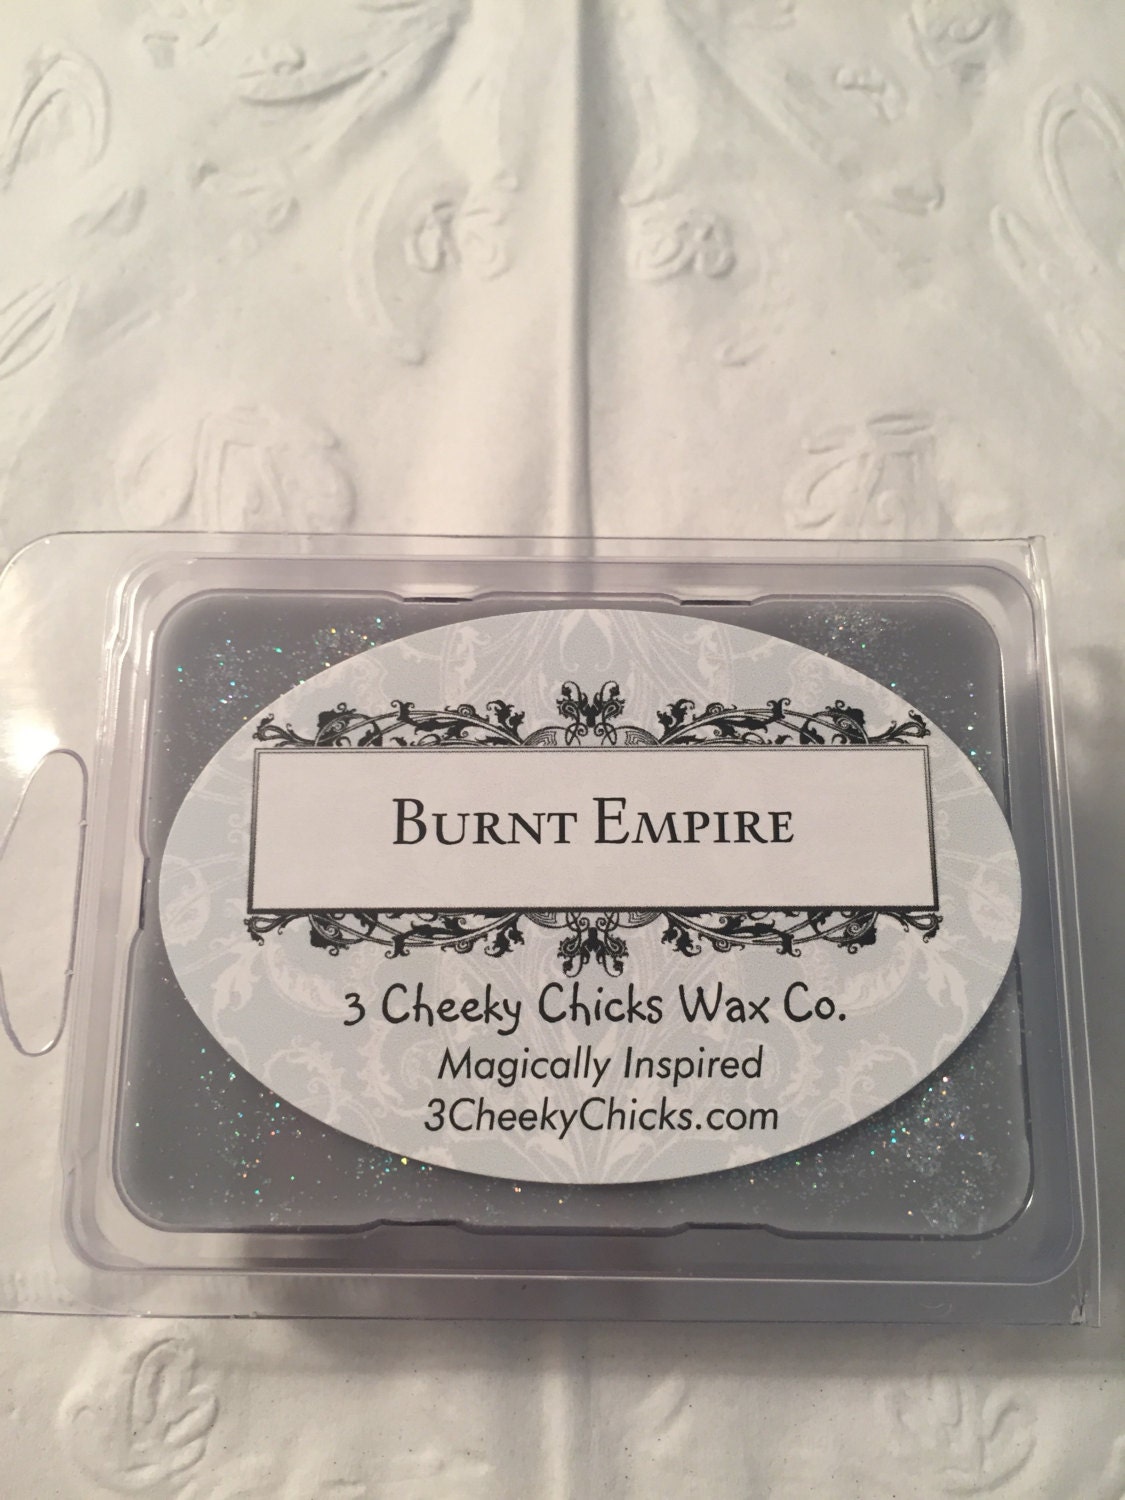 Burnt Empire
3 Cheeky Chicks Wax Co.
Magically Inspired
3CheekyChicks.com